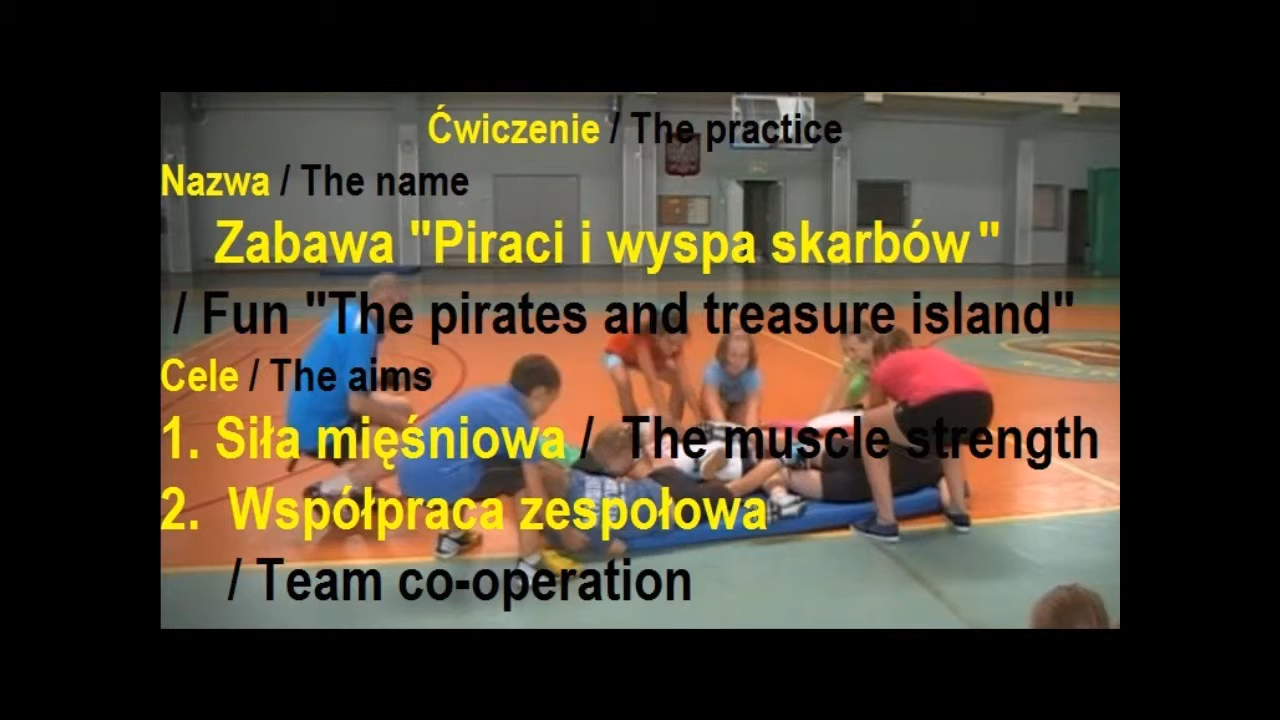 Ćwiczenie / The practice
Nazwa / The name
Zabawa "Piraci i wyspa skarbów"
/ Fun "The pirates and treasure island"
Cele / The aims
1. Siła mięśniowa / The muscle strength
2. Współpraca zespołowa
/ Team co-operation